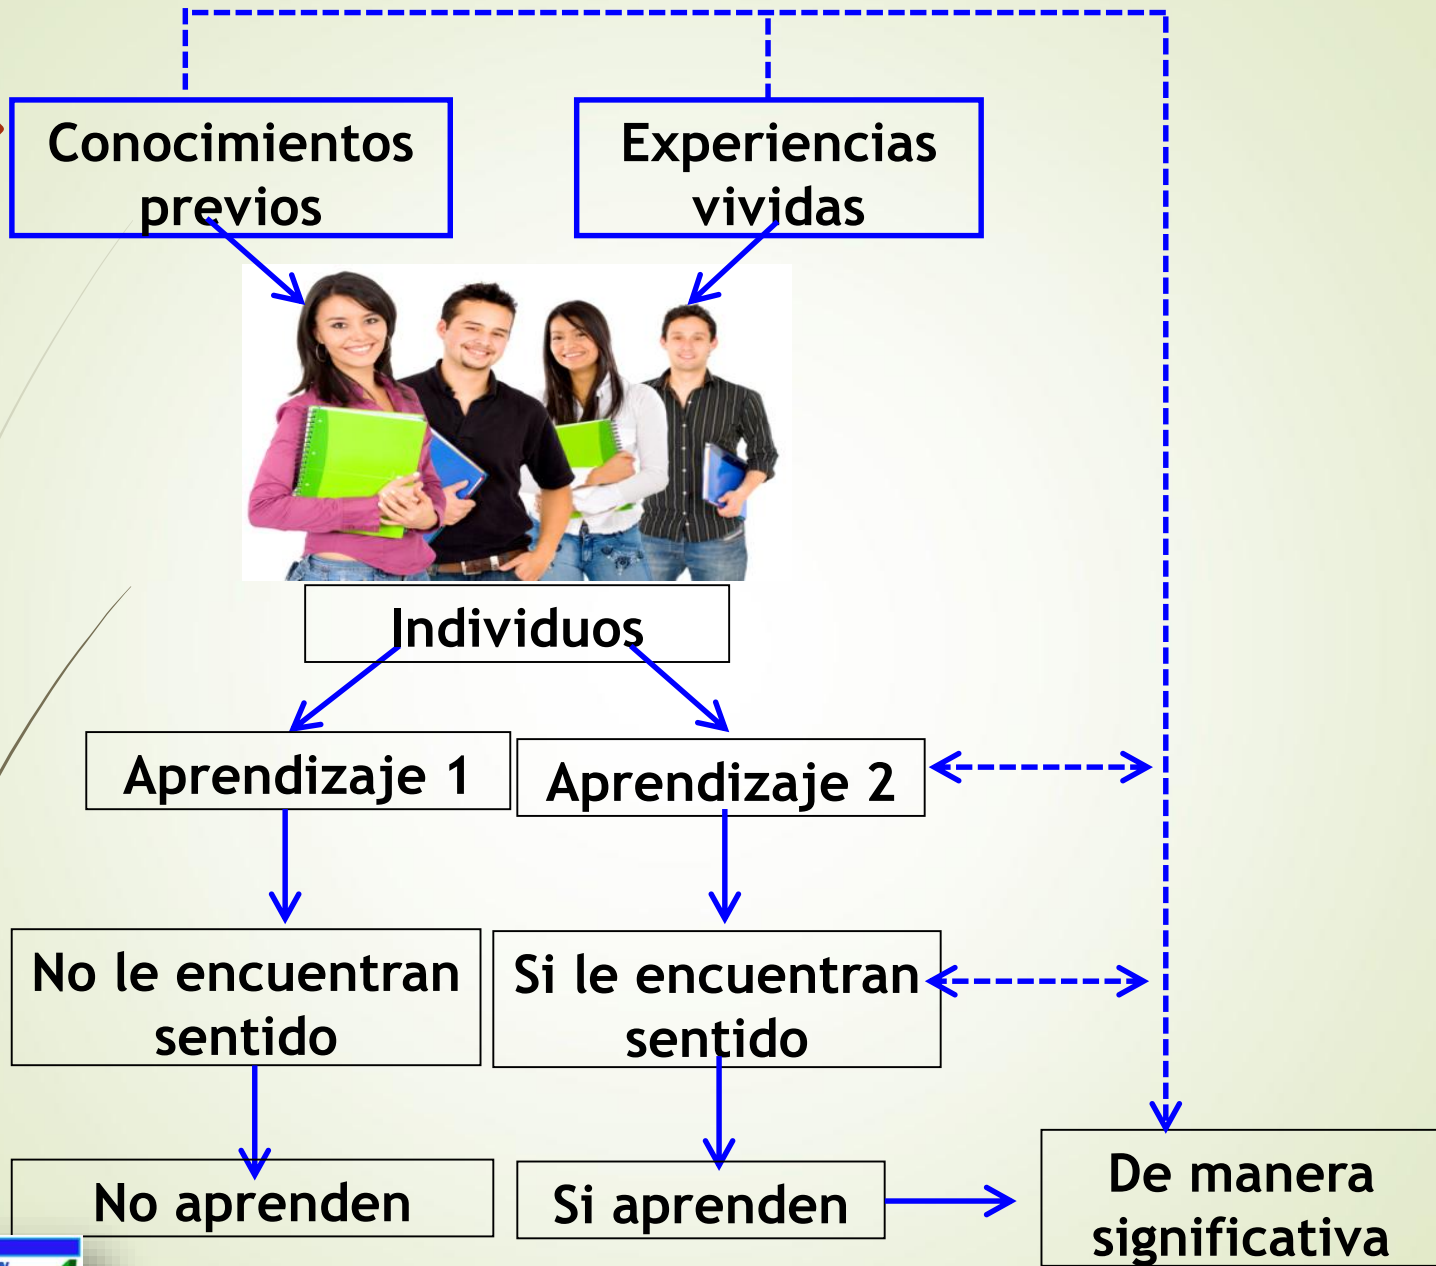 Conocimientos
previos
Experiencias
vividas
Individuos
Aprendizaje 1
Aprendizaje 2
No le encuentran
sentido
Si le encuentran
sentido
No aprenden
Si aprenden
De manera
significativa